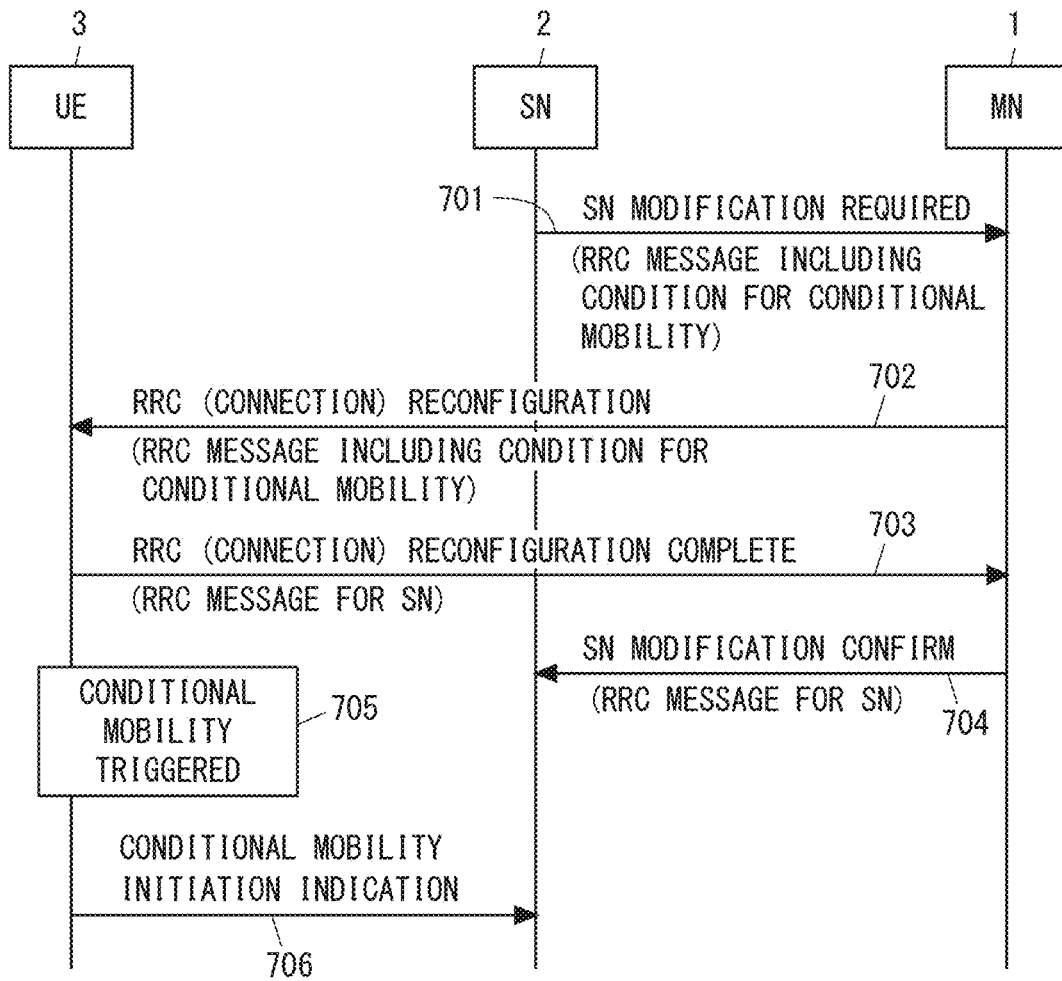 3
2
1
UE
SN
MN
701
SN MODIFICATION REQUIRED
(RRC MESSAGE INCLUDING
CONDITION FOR CONDITIONAL
MOBILITY)
702
RRC (CONNECTION) RECONFIGURATION
(RRC MESSAGE INCLUDING CONDITION FOR
CONDITIONAL MOBILITY)
703
RRC (CONNECTION) RECONFIGURATION COMPLETE
(RRC MESSAGE FOR SN)
SN MODIFICATION CONFIRM
(RRC MESSAGE FOR SN)
704
CONDITIONAL
MOBILITY
TRIGGERED
705
CONDITIONAL MOBILITY
INITIATION INDICATION
706